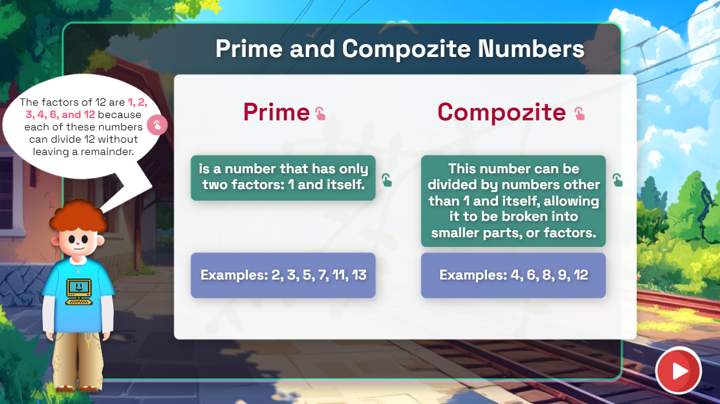 Prime and Compozite Numbers
The factors of 12 are 1, 2,
3, 4, 6, and 12 because
each of these numbers
can divide 12 without
leaving a remainder.
Prime
is a number that has only
two factors: 1 and itself.
Examples: 2, 3, 5, 7, 11, 13
Compozite
This number can be
divided by numbers other
than 1 and itself, allowing
it to be broken into
smaller parts, or factors.
Examples: 4, 6, 8, 9, 12